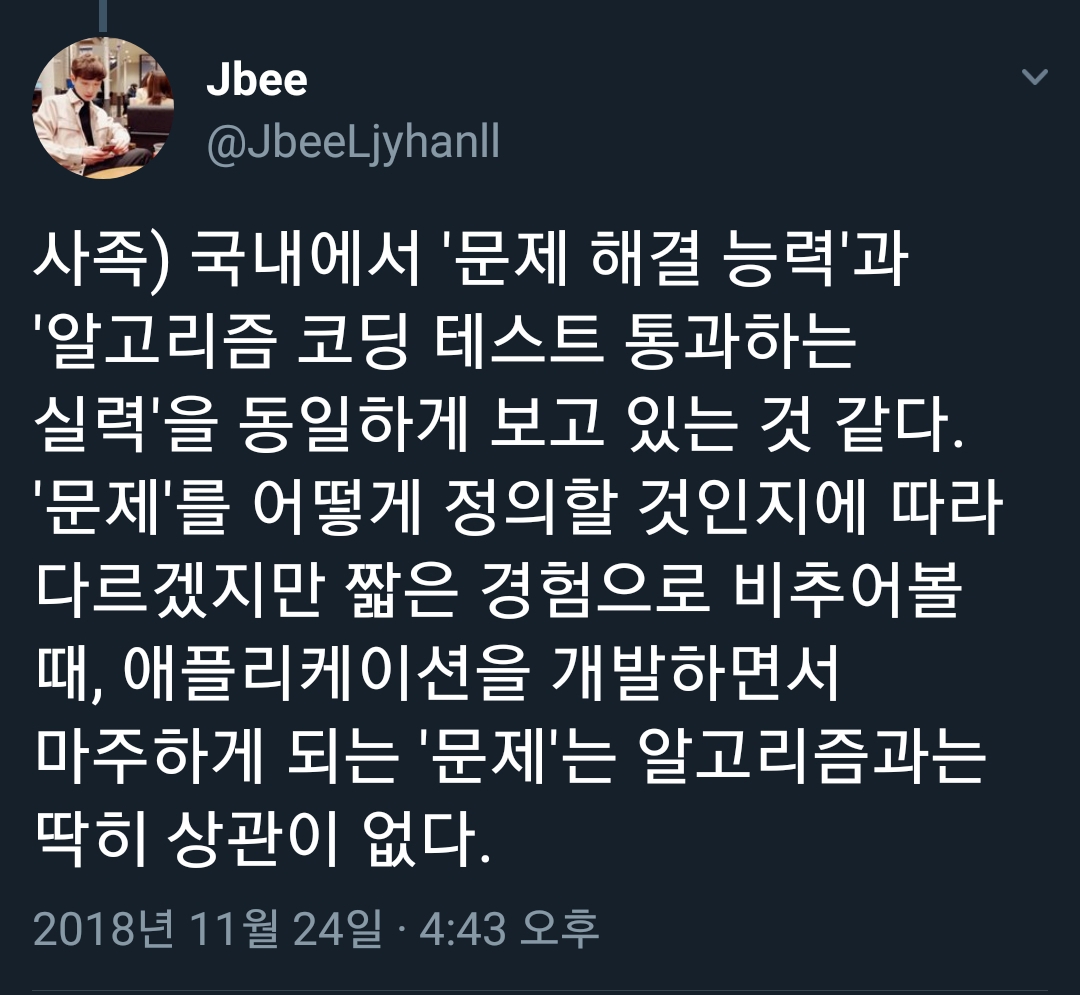 Jbee
@JbeeLjyhanll
사족) 국내에서 '문제 해결 능력'과
'알고리즘 코딩 테스트 통과하는
실력'을 동일하게 보고 있는 것 같다.
'문제'를 어떻게 정의할 것인지에 따라
다르겠지만 짧은 경험으로 비추어볼
때, 애플리케이션을 개발하면서
마주하게 되는 '문제'는 알고리즘과는
딱히 상관이 없다.
2018년 11월 24일 · 4:43 오후